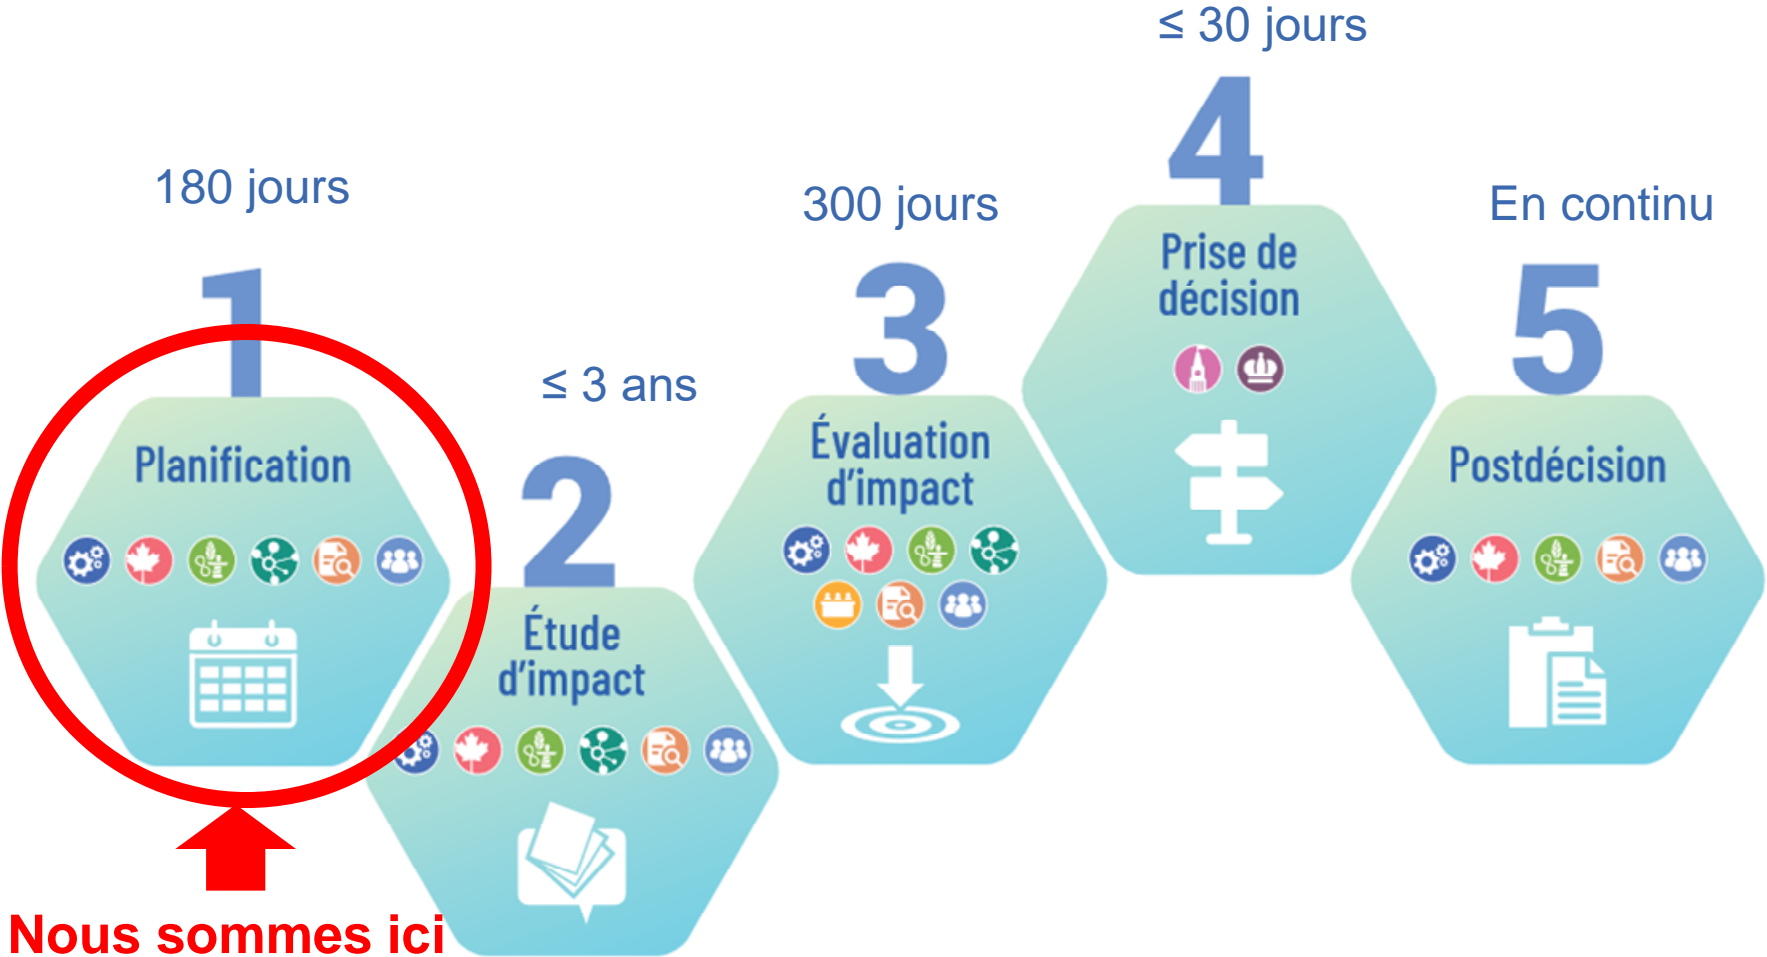 180 jours
1
Planification
≤ 3 ans
2
Étude
d'impact
300 jours
3
Évaluation
d'impact
≤ 30 jours
4
Prise de
décision
En continu
5
Postdécision
Nous sommes ici